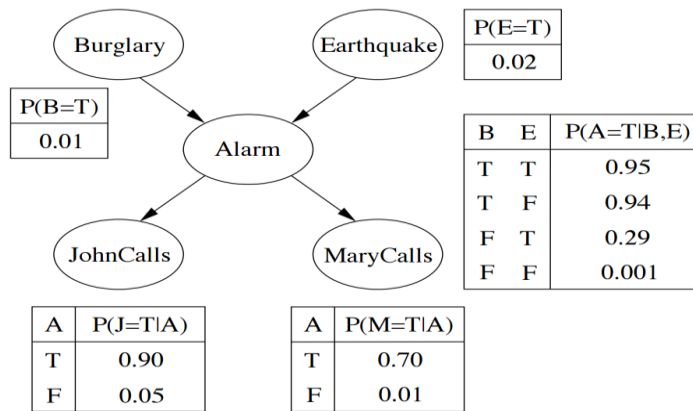 Burglary
Earthquake
P(E=T)
0.02
P(B=T)
0.01
Alarm
B E P(A=T|B,E)
T T 0.95
T F 0.94
F T 0.29
F F 0.001
JohnCalls
MaryCalls
A P(J=T|A)
T 0.90
F 0.05
A P(M=T|A)
T 0.70
F 0.01